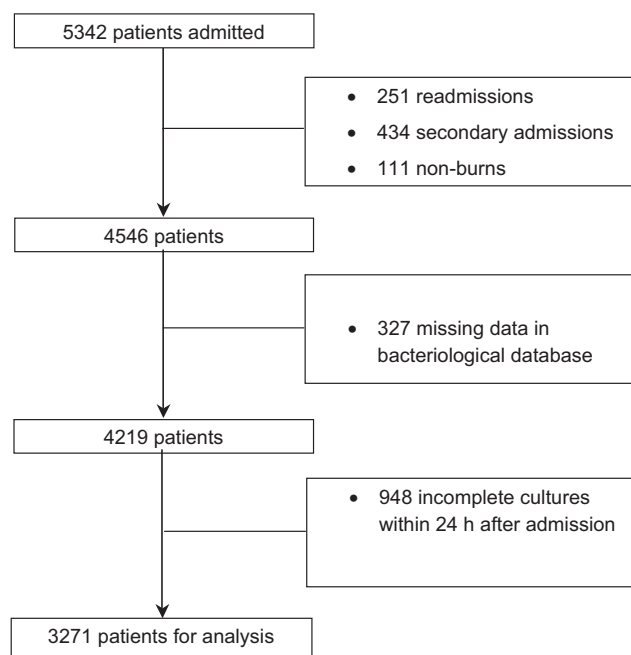 5342 patients admitted
• 251 readmissions
• 434 secondary admissions
• 111 non-burns
4546 patients
• 327 missing data in
bacteriological database
4219 patients
• 948 incomplete cultures
within 24 h after admission
3271 patients for analysis